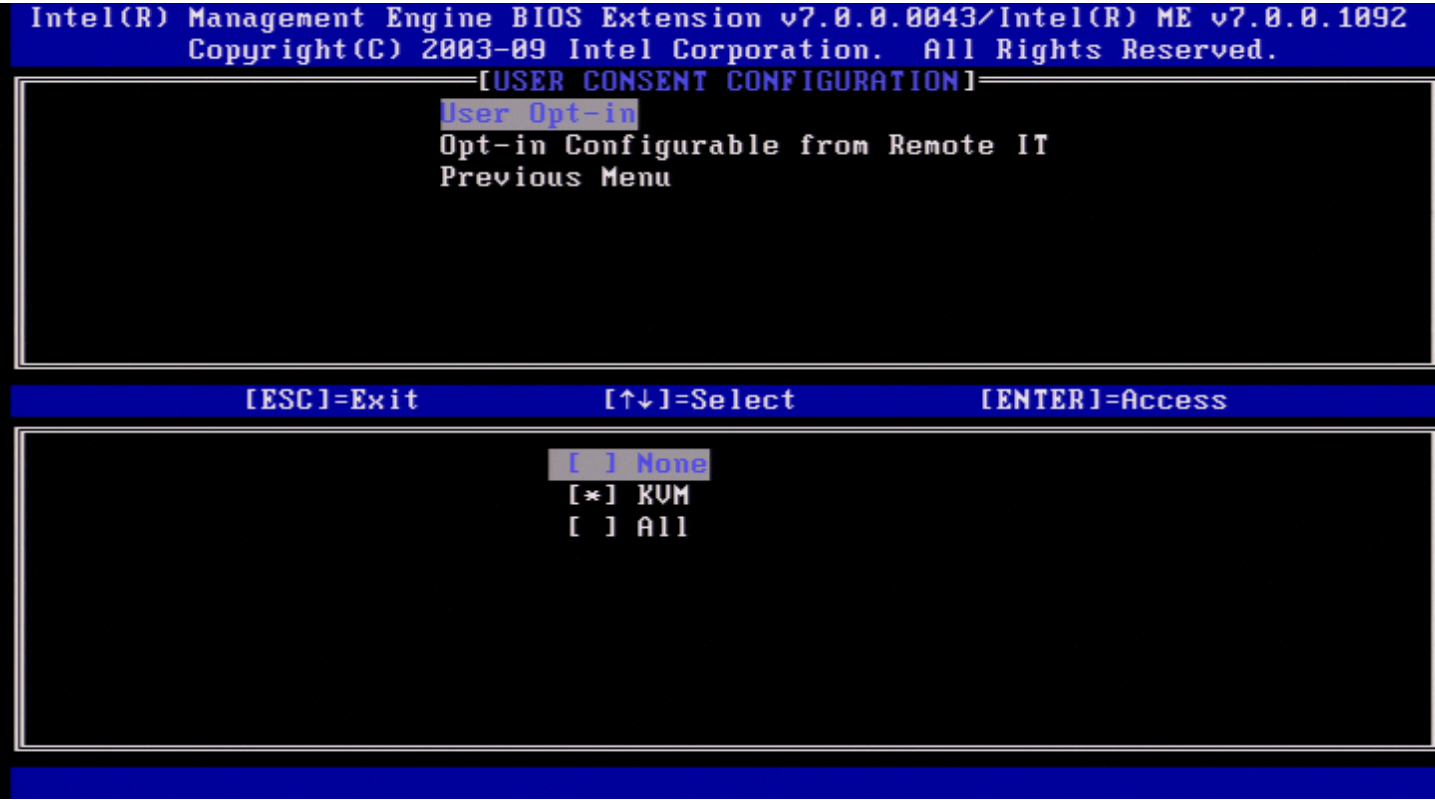 Intel(R) Management Engine BIOS Extension v7.0.0.0043/Intel(R) ME v7.0.0.1092
Copyright(C) 2003-09 Intel Corporation. All Rights Reserved.
[USER CONSENT CONFIGURATION]
User Opt-in
Opt-in Configurable from Remote IT
Previous Menu
[ESC]=Exit [↑↓]=Select [ENTER]=Access
[ ] None
[*] KVM
[ ] All